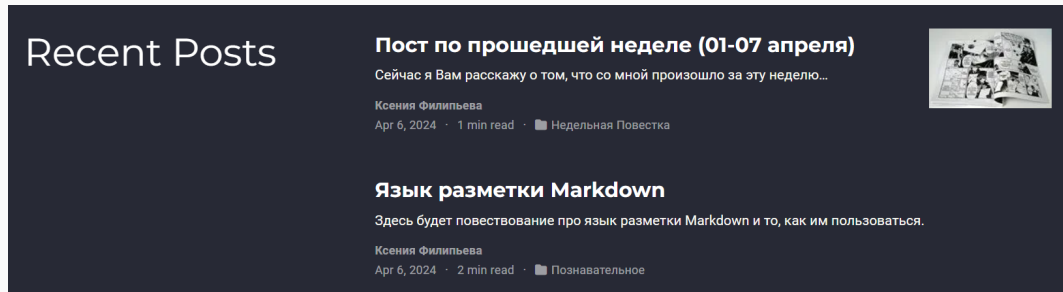 Recent Posts
Пост по прошедшей неделе (01-07 апреля)
Сейчас я Вам расскажу о том, что со мной произошло за эту неделю...
Ксения Филипьева
Apr 6, 2024 · 1 min read · Недельная Повестка
Язык разметки Markdown
Здесь будет повествование про язык разметки Markdown и то, как им пользоваться.
Ксения Филипьева
Apr 6, 2024 · 2 min read · Познавательное